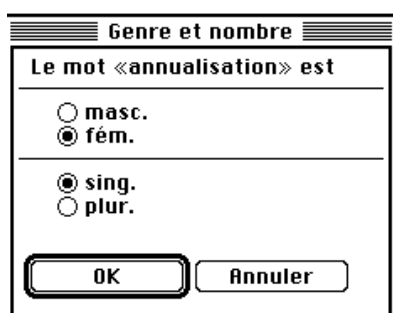 Genre et nombre
Le mot «annualisation» est
masc.
fém.
sing.
plur.
OK
Annuler